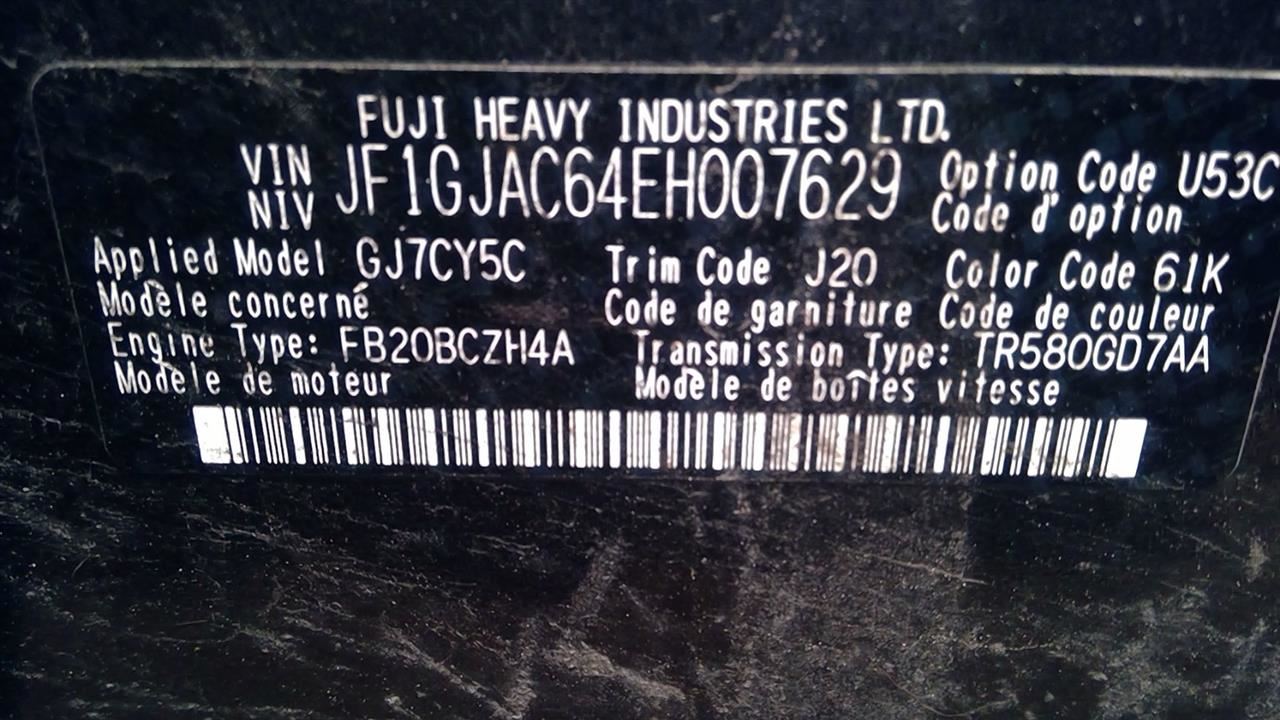 FUJI HEAVY INDUSTRIES LTD.
VIN JF1GJAC64EH007629 Option Code U53C
NIV Code d'option
Applied Model GJ7CY5C Trim Code J20 Color Code 61K
Modèle concerné Code de garniture Code de couleur
Engine Type: FB20BCZH4A Transmission Type: TR580GD7AA
Modèle de moteur Modèle de boîtes vitesse